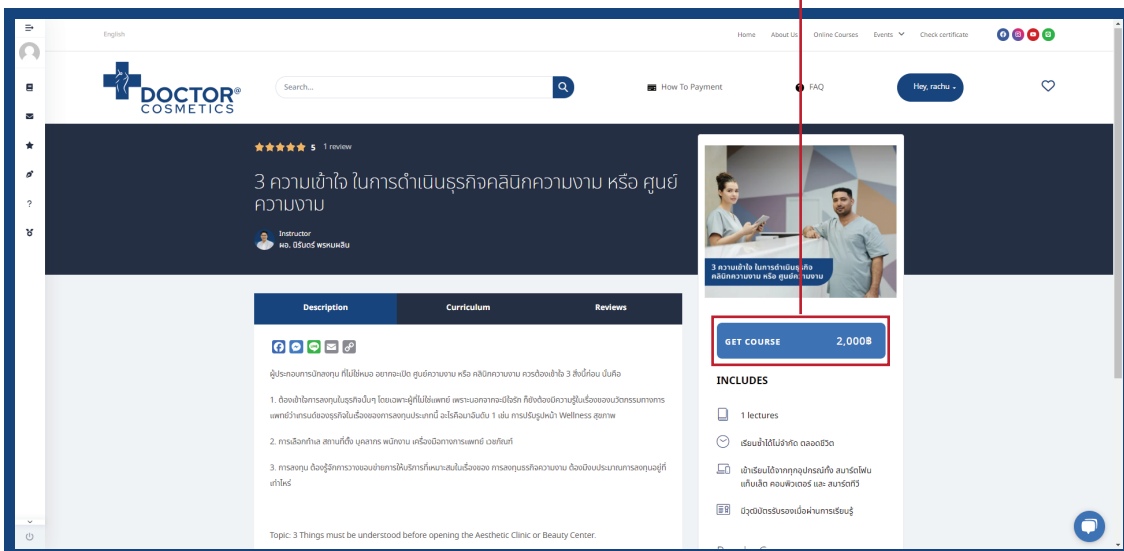 English
Home About Us Online Courses Events Check certificate
DOCTOR®
COSMETICS
Search...
How To Payment
FAQ
Hey, rachu
5 1 review
3 ความเข้าใจ ในการดำเนินธุรกิจคลินิกความงาม หรือ ศูนย์
ความงาม
Instructor
ผอ. นิรันดร์ พรหมผลิน
3 ความเข้าใจ ในการดำเนินธุรกิจ
คลินิกความงาม หรือ ศูนย์ความงาม
Description Curriculum Reviews
GET COURSE 2,000฿
ผู้ประกอบการนักลงทุน ที่ไม่ใช่หมอ อยากจะเปิด ศูนย์ความงาม หรือ คลินิกความงาม ควรต้องเข้าใจ 3 สิ่งนี้ก่อน นั่นคือ
1. ต้องเข้าใจการลงทุนในธุรกิจนั้นๆ โดยเฉพาะผู้ที่ไม่ใช่แพทย์ เพราะนอกจากจะมีใจรัก ก็ยังต้องมีความรู้ในเรื่องของนวัตกรรมทางการ
แพทย์ว่าเทรนด์ของธุรกิจในเรื่องของการลงทุนประเภทนี้ อะไรคือมาอันดับ 1 เช่น การปรับรูปหน้า Wellness สุขภาพ
2. การเลือกทำเล สถานที่ตั้ง บุคลากร พนักงาน เครื่องมือทางการแพทย์ เวชภัณฑ์
3. การลงทุน ต้องรู้จักการวางขอบข่ายการให้บริการที่เหมาะสมในเรื่องของ การลงทุนธุรกิจความงาม ต้องมีงบประมาณการลงทุนอยู่ที่
เท่าไหร่
Topic: 3 Things must be understood before opening the Aesthetic Clinic or Beauty Center.
INCLUDES
1 lectures
เรียนซ้ำได้ไม่จำกัด ตลอดชีวิต
เข้าเรียนได้จากทุกอุปกรณ์ทั้ง สมาร์ตโฟน
แท็บเล็ต คอมพิวเตอร์ และ สมาร์ตทีวี
มีวุฒิบัตรรับรองเมื่อผ่านการเรียนรู้